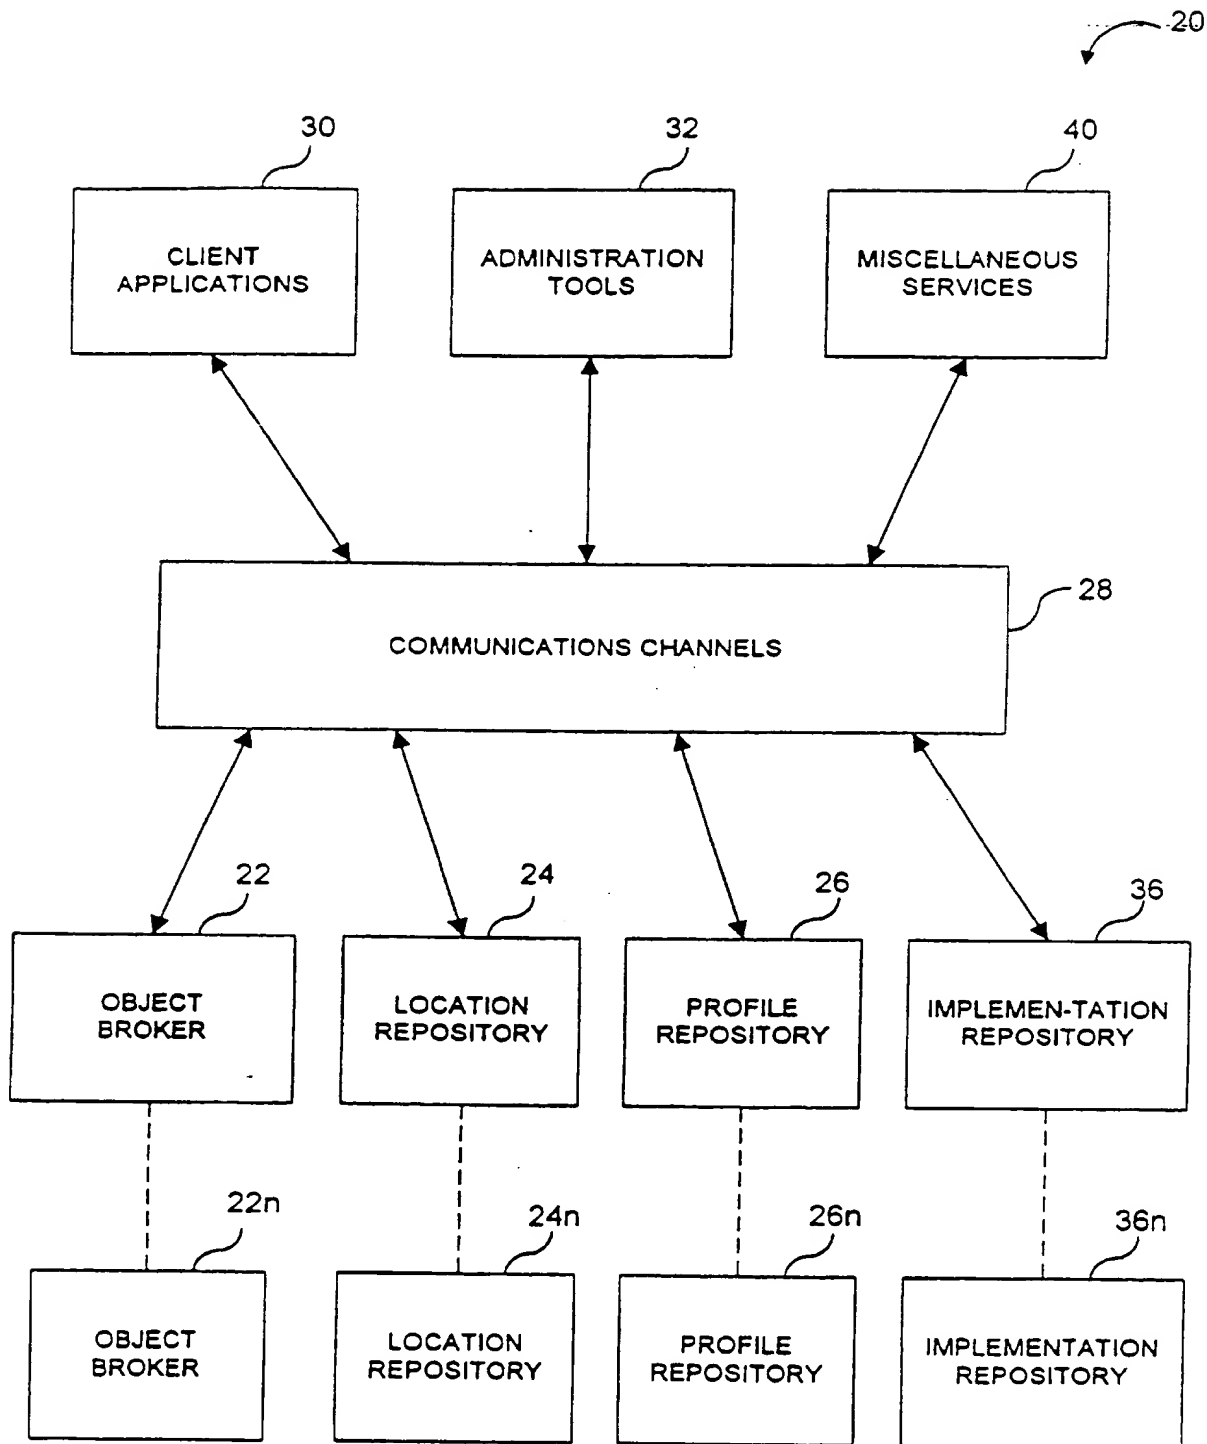 20
30
32
40
CLIENT
APPLICATIONS
ADMINISTRATION
TOOLS
MISCELLANEOUS
SERVICES
28
COMMUNICATIONS CHANNELS
22
24
26
36
OBJECT
BROKER
LOCATION
REPOSITORY
PROFILE
REPOSITORY
IMPLEMEN-TATION
REPOSITORY
22n
24n
26n
36n
OBJECT
BROKER
LOCATION
REPOSITORY
PROFILE
REPOSITORY
IMPLEMENTATION
REPOSITORY